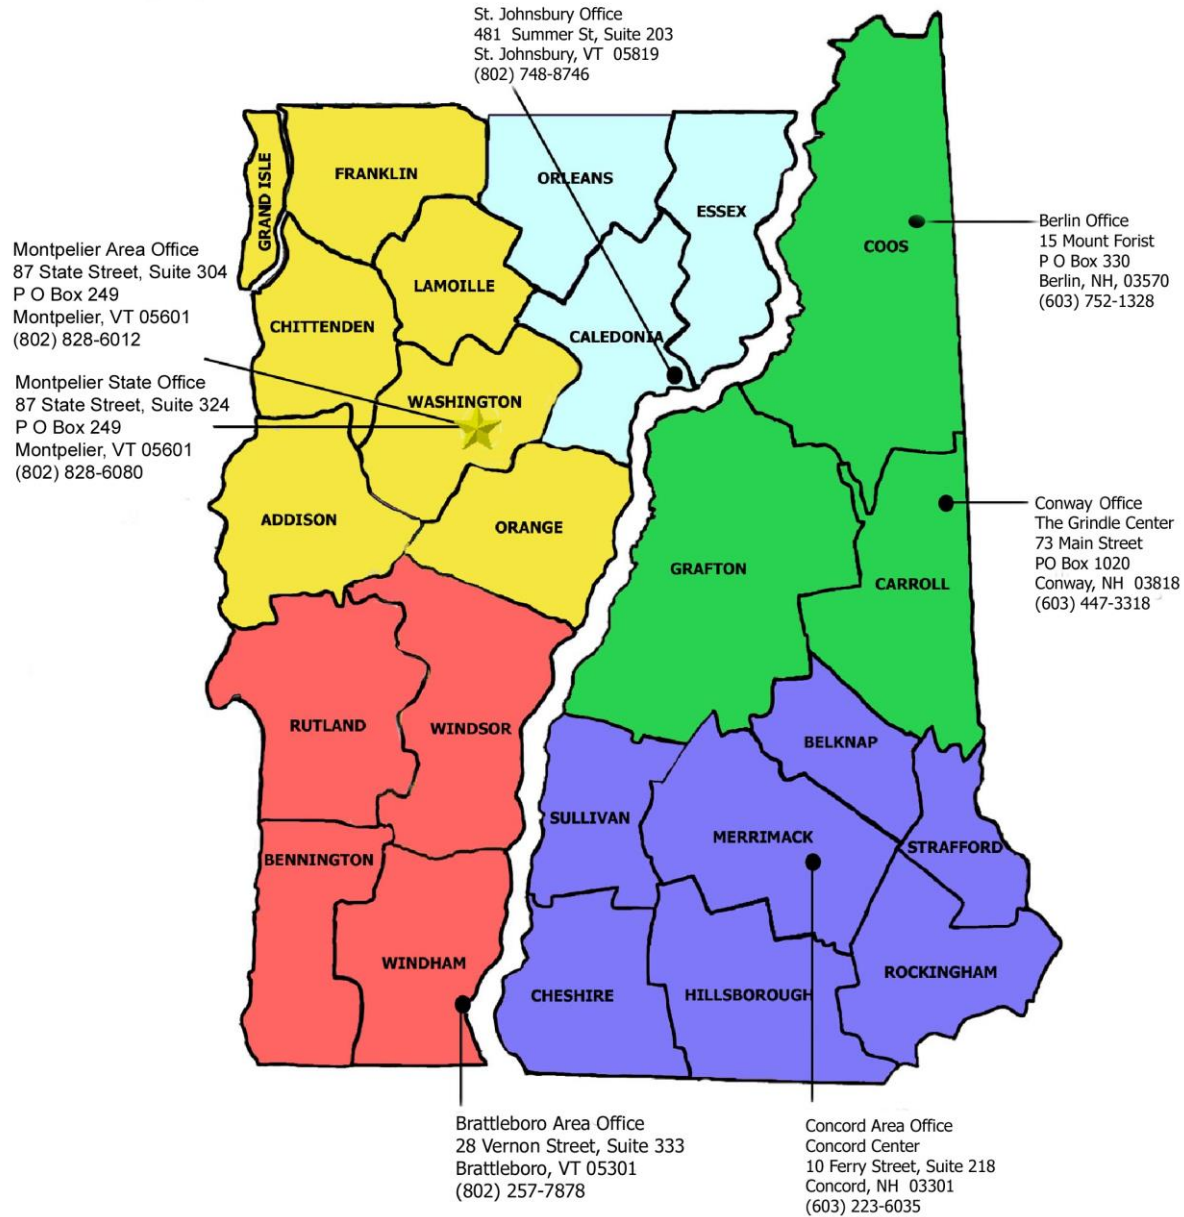 St. Johnsbury Office
481  Summer St, Suite 203
St. Johnsbury, VT  05819
(802) 748-8746
GRAND ISLE
FRANKLIN
ORLEANS
ESSEX
COOS
Berlin Office
15 Mount Forist
P O Box 330
Berlin, NH, 03570
(603) 752-1328
Montpelier Area Office
87 State Street, Suite 304
P O Box 249
Montpelier, VT 05601
(802) 828-6012
LAMOILLE
CHITTENDEN
CALEDONIA
Montpelier State Office
87 State Street, Suite 324
P O Box 249
Montpelier, VT 05601
(802) 828-6080
WASHINGTON
ADDISON
ORANGE
GRAFTON
CARROLL
Conway Office
The Grindle Center
73 Main Street
PO Box 1020
Conway, NH  03818
(603) 447-3318
RUTLAND
WINDSOR
BELKNAP
SULLIVAN
MERRIMACK
STRAFFORD
BENNINGTON
WINDHAM
CHESHIRE
HILLSBOROUGH
ROCKINGHAM
Brattleboro Area Office
28 Vernon Street, Suite 333
Brattleboro, VT 05301
(802) 257-7878
Concord Area Office
Concord Center
10 Ferry Street, Suite 218
Concord, NH  03301
(603) 223-6035